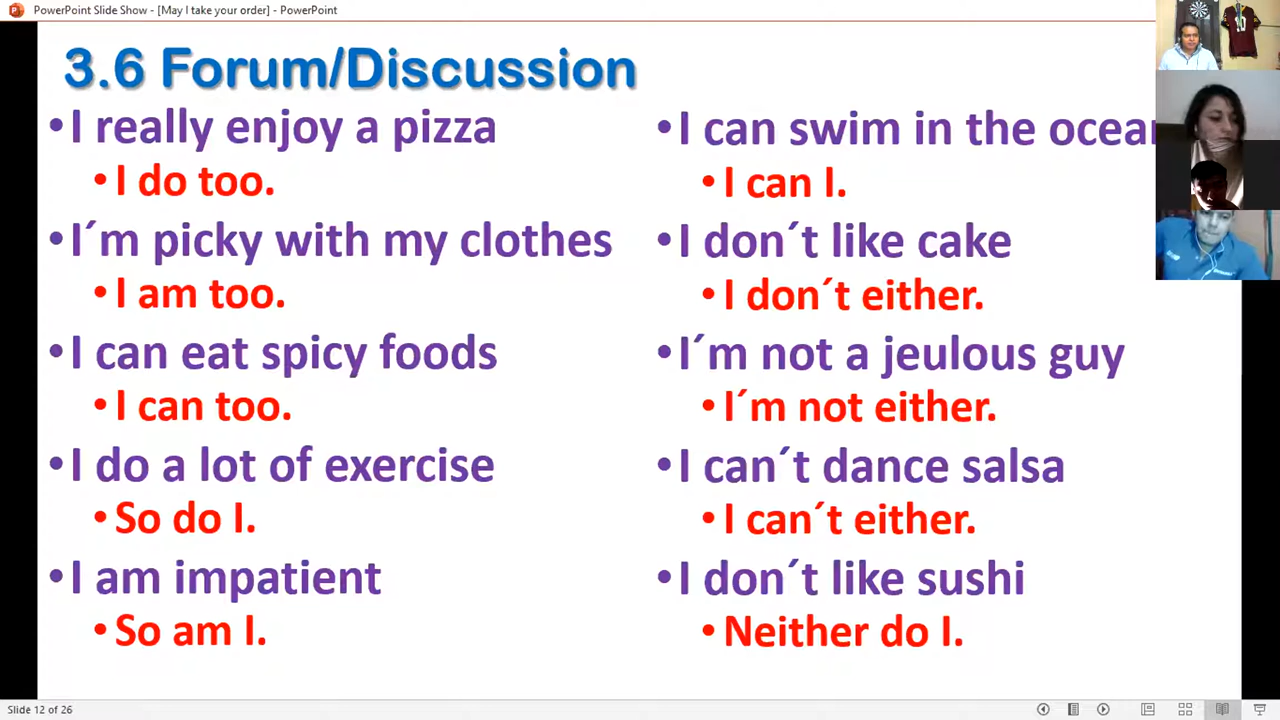 PowerPoint Slide Show - [May I take your order] - PowerPoint
3.6 Forum/Discussion
•I really enjoy a pizza
•I do too.
•I´m picky with my clothes
•I am too.
•I can eat spicy foods
•I can too.
•I do a lot of exercise
•So do I.
•I am impatient
•So am I.
•I can swim in the
•I can I.
•I don´t like cake
•I don´t either.
•I´m not a jeulous guy
•I´m not either.
•I can´t dance salsa
•I can´t either.
•I don´t like sushi
•Neither do I.
Slide 12 of 26